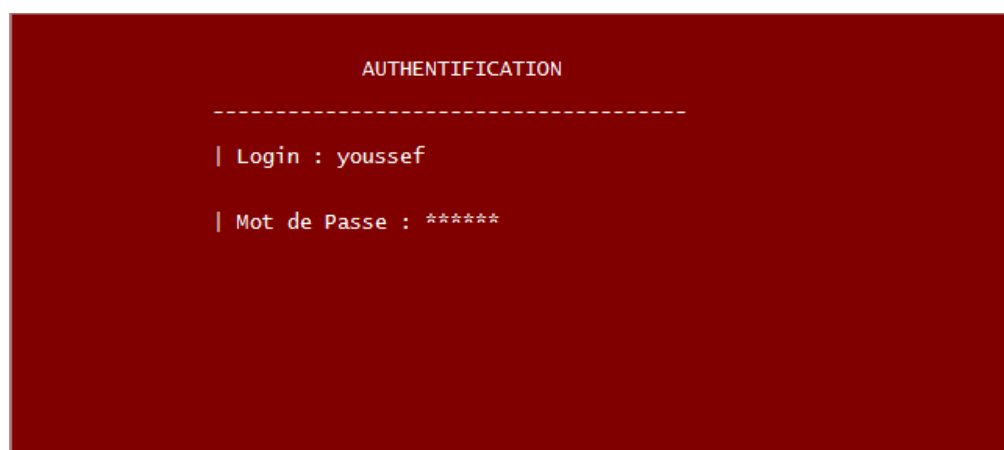 AUTHENTIFICATION
--------------------------------------
| Login : youssef
| Mot de Passe : ******